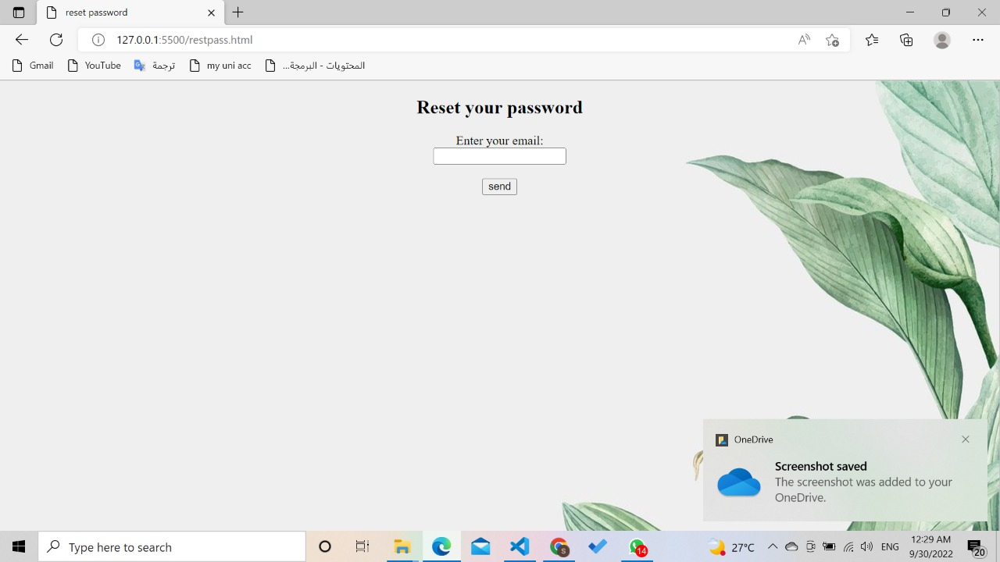 reset password
127.0.0.1:5500/restpass.html
Gmail
YouTube
ترجمة
my uni acc
المحتويات - البرمجة...
Reset your password
Enter your email:
send
OneDrive
Screenshot saved
The screenshot was added to your
OneDrive.
Type here to search
S
14
27°C
ENG
12:29 AM
9/30/2022
20